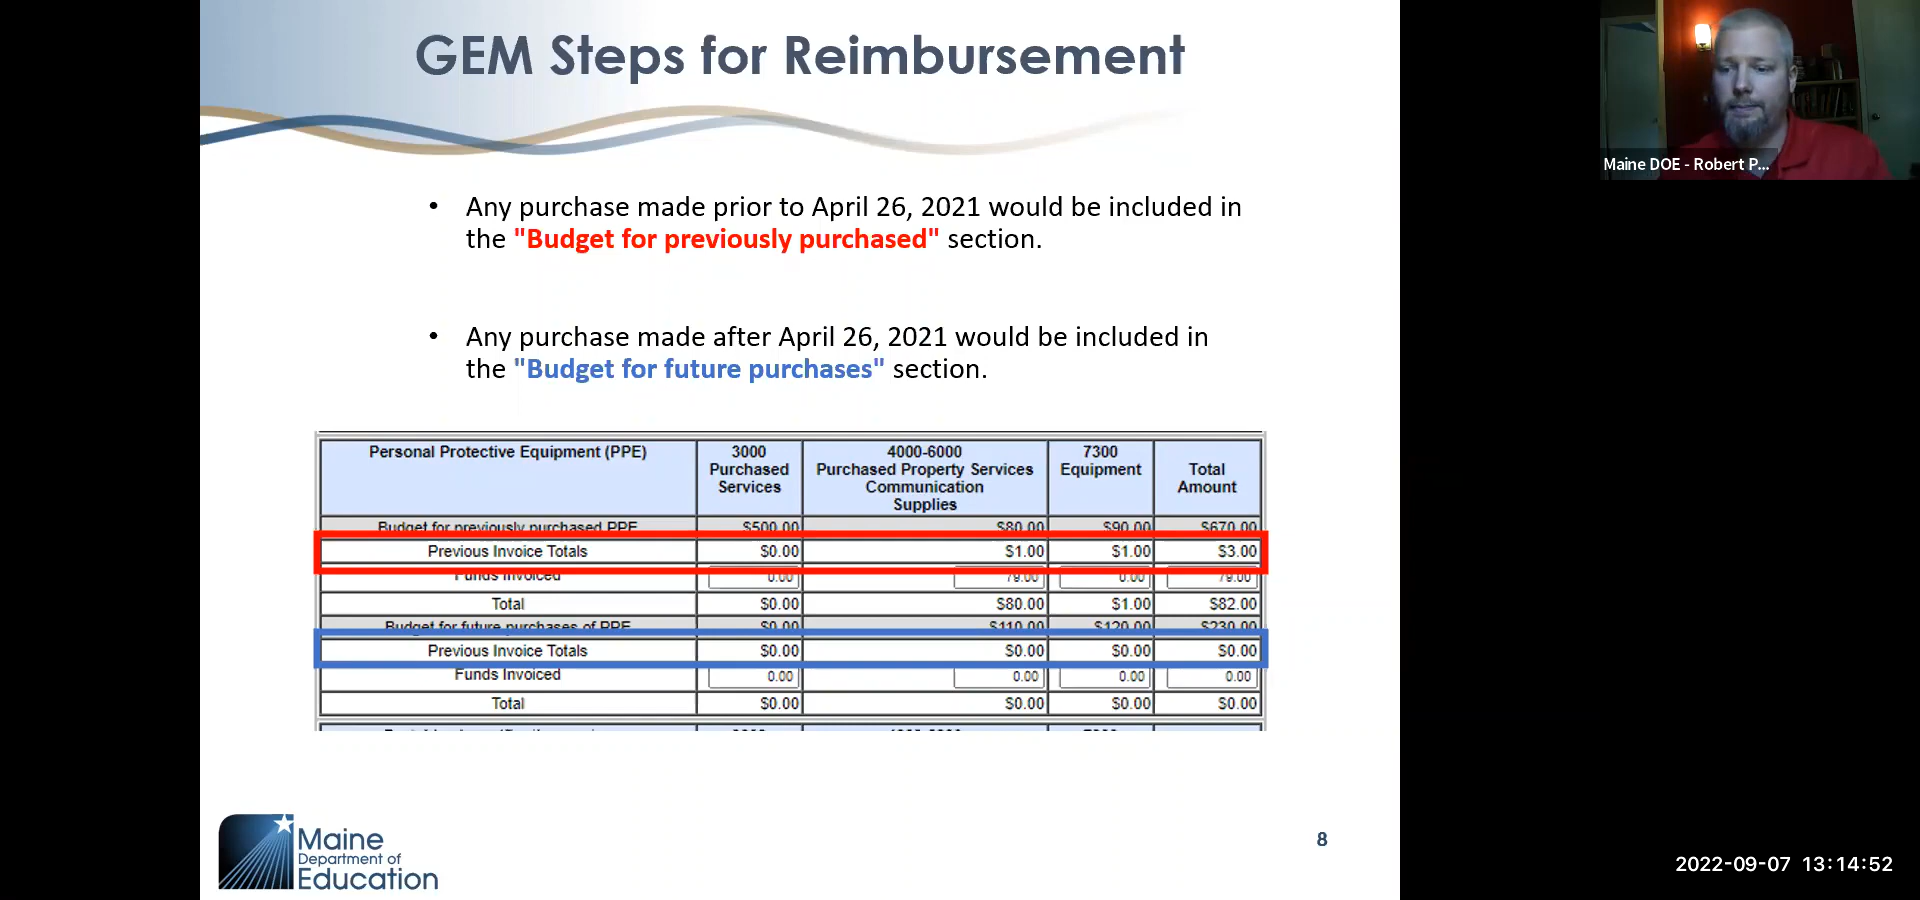 GEM Steps for Reimbursement
Maine DOE - Robert P...
• Any purchase made prior to April 26, 2021 would be included in
the "Budget for previously purchased" section.
• Any purchase made after April 26, 2021 would be included in
the "Budget for future purchases" section.
Personal Protective Equipment (PPE) 3000 Purchased Services 4000-6000 Purchased Property Services Communication Supplies 7300 Equipment Total Amount
Budget for previously purchased PPE $500.00 $80.00 $90.00 $670.00
Previous Invoice Totals $0.00 $1.00 $1.00 $3.00
Funds Invoiced 0.00 79.00 0.00 79.00
Total $0.00 $80.00 $1.00 $82.00
Budget for future purchases of PPE $0.00 $110.00 $120.00 $230.00
Previous Invoice Totals $0.00 $0.00 $0.00 $0.00
Funds Invoiced 0.00 0.00 0.00 0.00
Total $0.00 $0.00 $0.00 $0.00
Maine
Department of
Education
8
2022-09-07 13:14:52